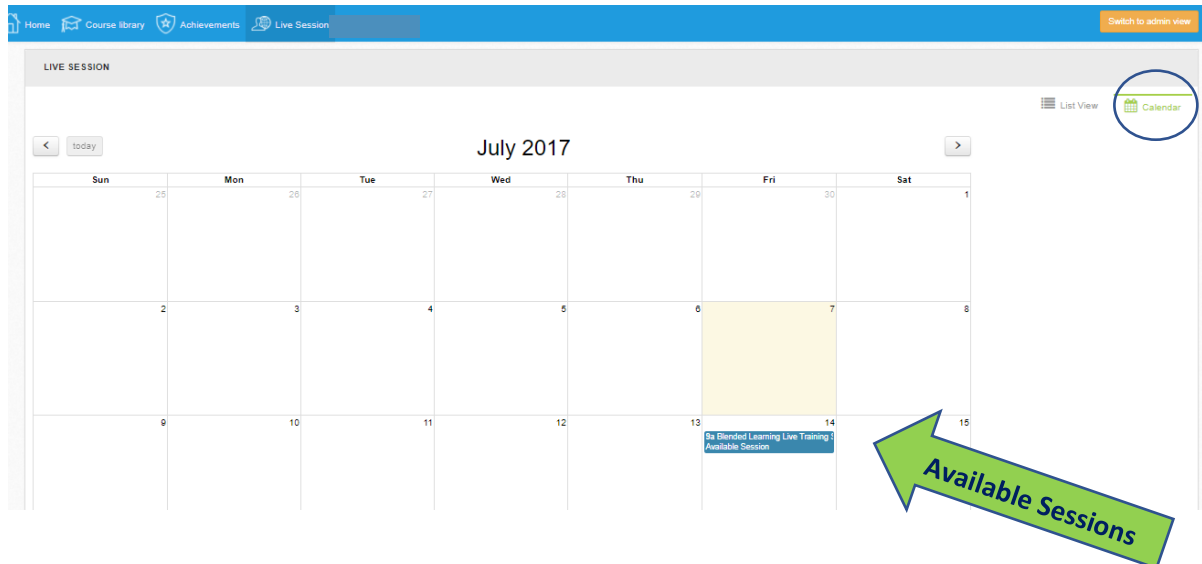 Home Course library Achievements Live Session Switch to admin view
LIVE SESSION
List View Calendar
today July 2017
Sun Mon Tue Wed Thu Fri Sat
25 26 27 28 29 30 1
2 3 4 5 6 7 8
9 10 11 12 13 14 15
9a Blended Learning Live Training
Available Session
Available Sessions